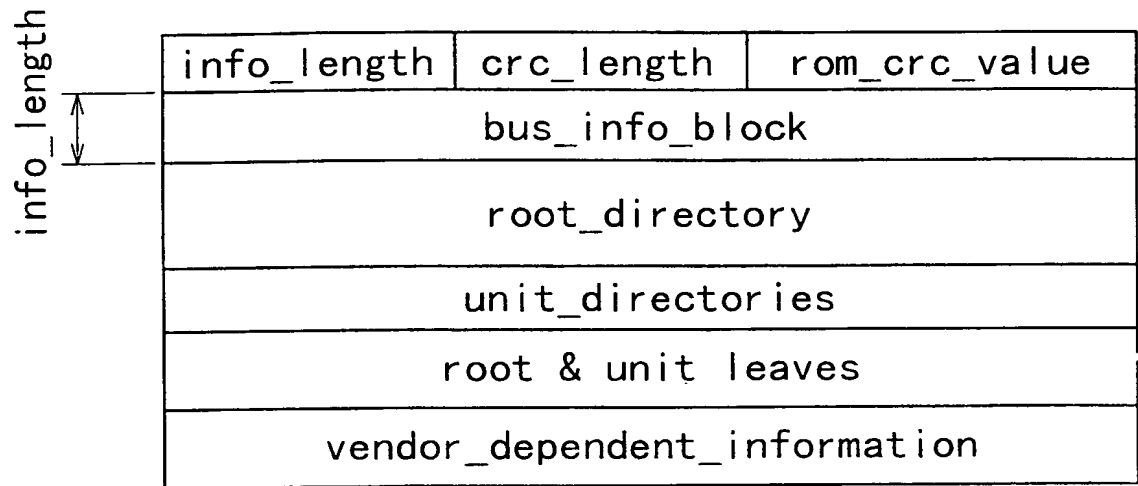 info_length
info_length crc_length rom_crc_value
bus_info_block
root_directory
unit_directories
root & unit leaves
vendor_dependent_information